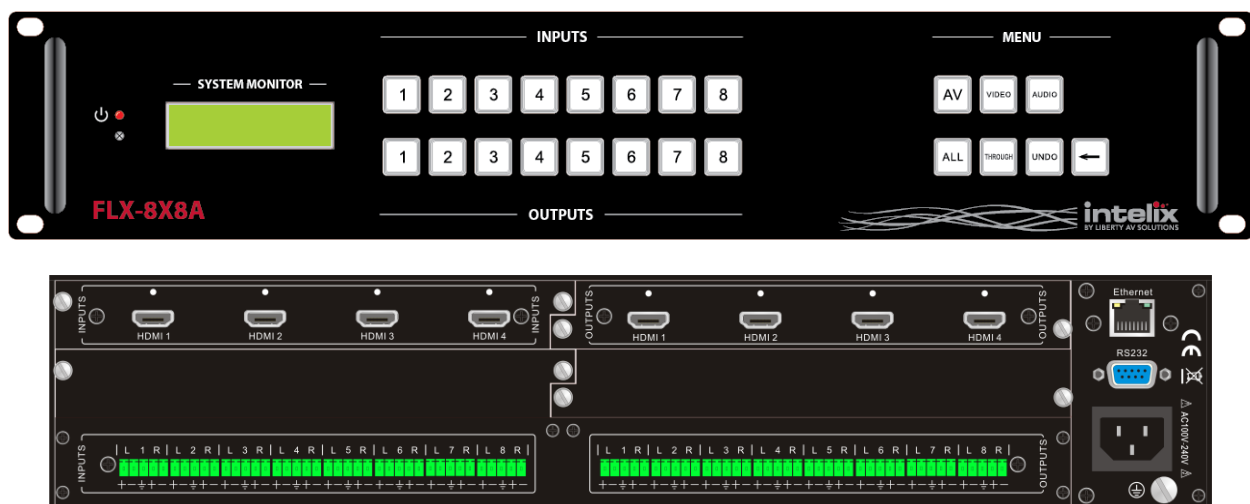 INPUTS
MENU
SYSTEM MONITOR
1 2 3 4 5 6 7 8
AV VIDEO AUDIO
1 2 3 4 5 6 7 8
ALL THROUGH UNDO
FLX-8X8A
OUTPUTS
intelix
BY LIBERTY AV SOLUTIONS
INPUTS
HDMI 1 HDMI 2 HDMI 3 HDMI 4
INPUTS
OUTPUTS
HDMI 1 HDMI 2 HDMI 3 HDMI 4
OUTPUTS
Ethernet
CE
RS232
AC100V-240V
INPUTS
L 1 R L 2 R L 3 R L 4 R L 5 R L 6 R L 7 R L 8 R
L 1 R L 2 R L 3 R L 4 R L 5 R L 6 R L 7 R L 8 R
OUTPUTS